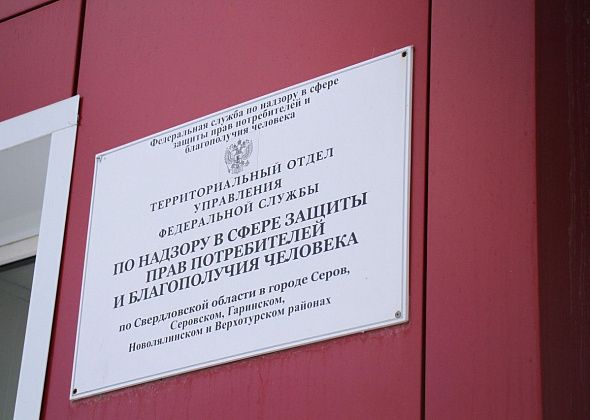 Федеральная служба по надзору в сфере
защиты прав потребителей и
благополучия человека
ТЕРРИТОРИАЛЬНЫЙ ОТДЕЛ
УПРАВЛЕНИЯ
ФЕДЕРАЛЬНОЙ СЛУЖБЫ
ПО НАДЗОРУ В СФЕРЕ ЗАЩИТЫ
ПРАВ ПОТРЕБИТЕЛЕЙ
И БЛАГОПОЛУЧИЯ ЧЕЛОВЕКА
по Свердловской области в городе Серов,
Серовском, Гаринском,
Новолялинском и Верхотурском районах